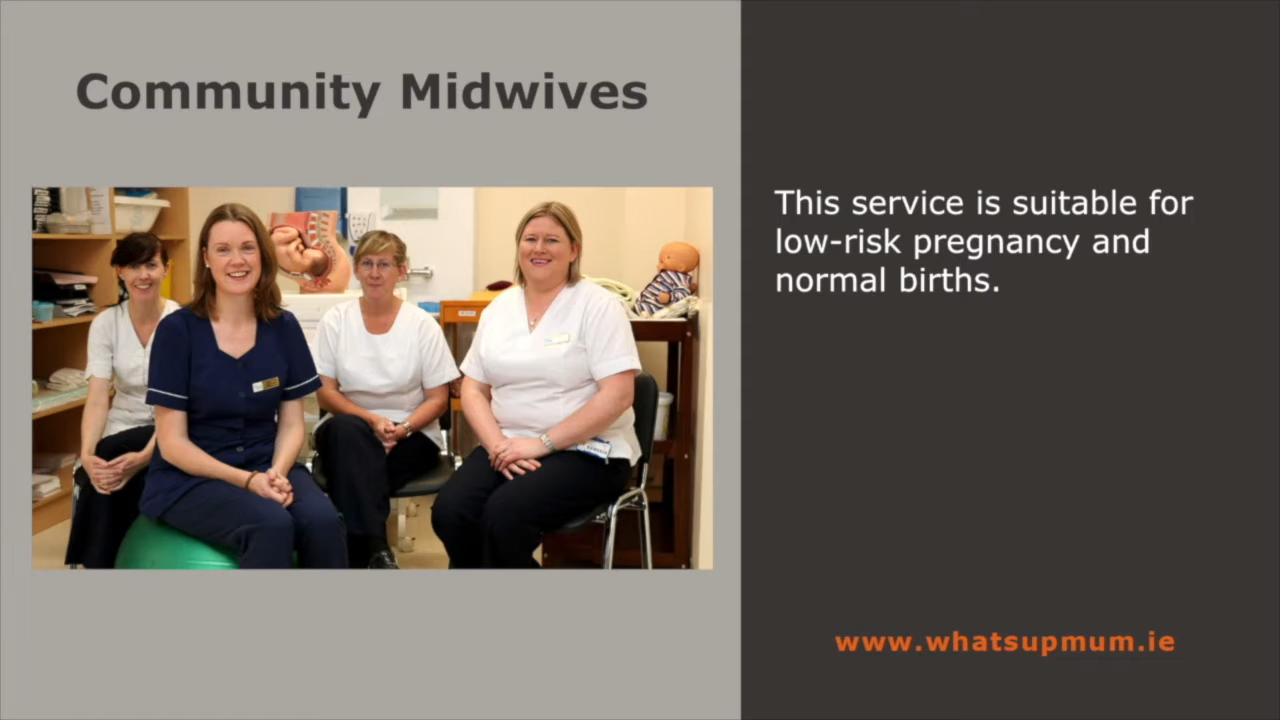 Community Midwives
This service is suitable for
low-risk pregnancy and
normal births.
www.whatsupmum.ie